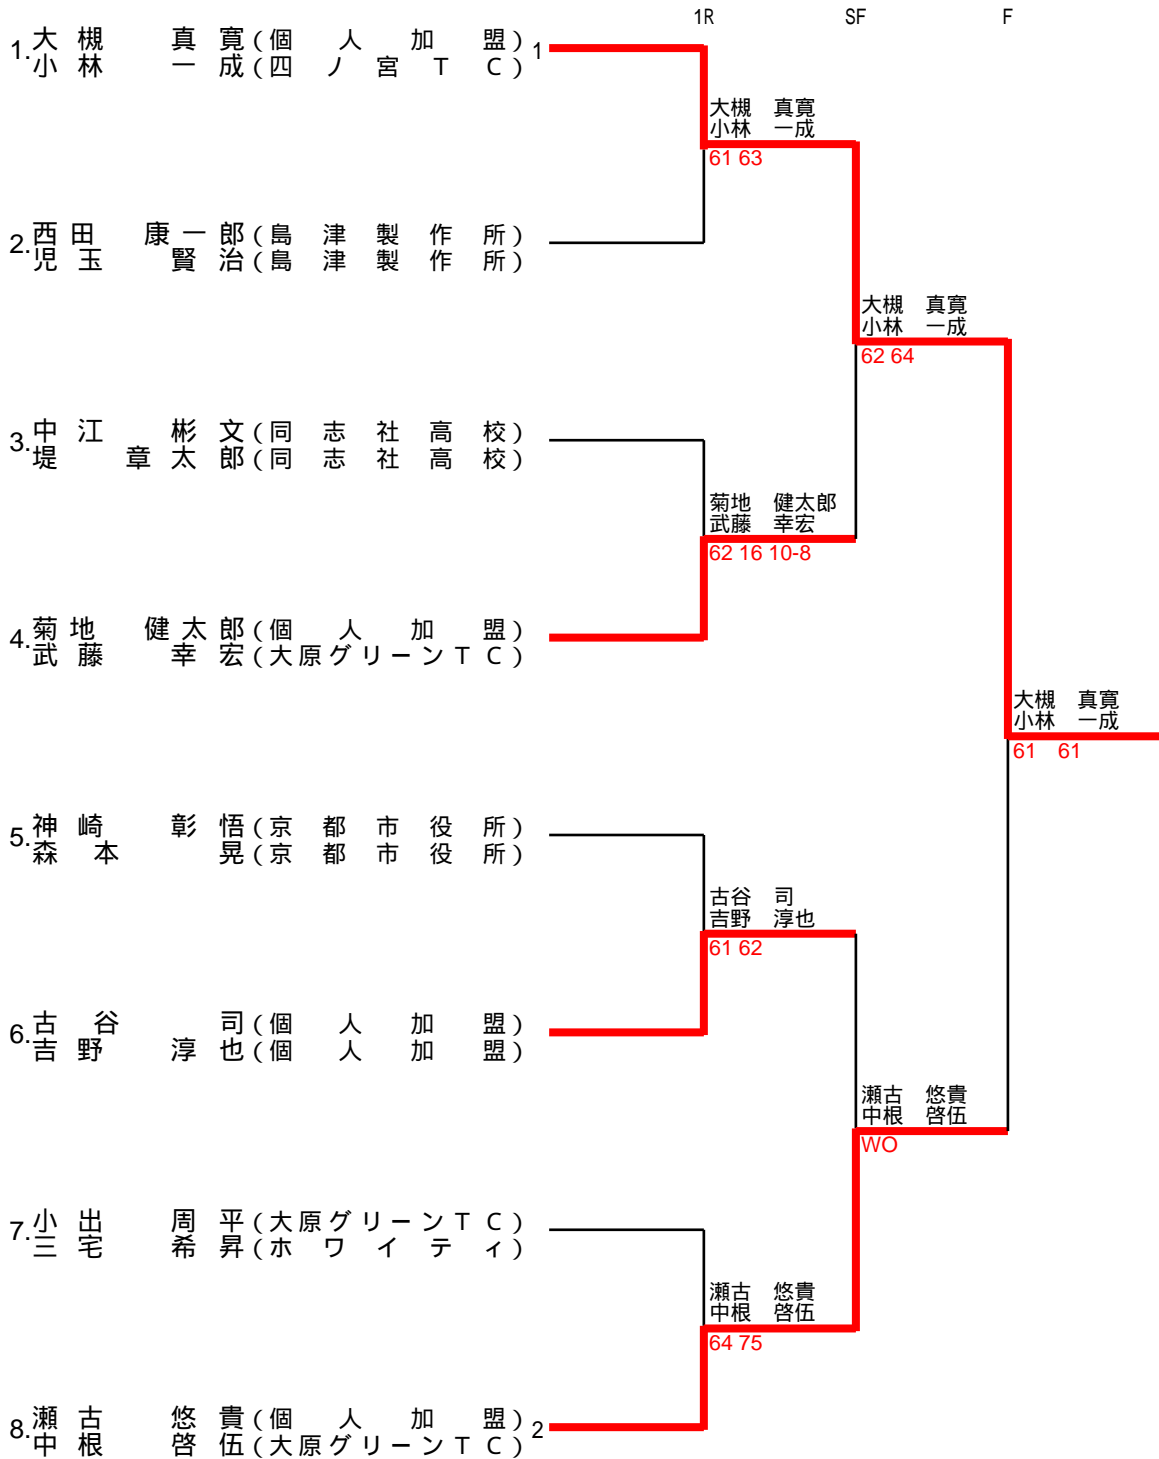 1R SF F
1. 大槻 真寛(個人加盟) 1
小林 一成(四ノ宮TC)
大槻 真寛
小林 一成
61 63
2. 西田 康一郎(島津製作所)
児玉 賢治(島津製作所)
大槻 真寛
小林 一成
62 64
3. 中江 彬文(同志社高校)
堤 章太郎(同志社高校)
菊地 健太郎
武藤 幸宏
62 16 10-8
4. 菊地 健太郎(個人加盟)
武藤 幸宏(大原グリーンTC)
大槻 真寛
小林 一成
61 61
5. 神崎 彰悟(京都市役所)
森本 晃(京都市役所)
古谷 司
吉野 淳也
61 62
6. 古谷 司(個人加盟)
吉野 淳也(個人加盟)
瀬古 悠貴
中根 啓伍
WO
7. 小出 周平(大原グリーンTC)
三宅 希昇(ホワイティ)
瀬古 悠貴
中根 啓伍
64 75
8. 瀬古 悠貴(個人加盟) 2
中根 啓伍(大原グリーンTC)